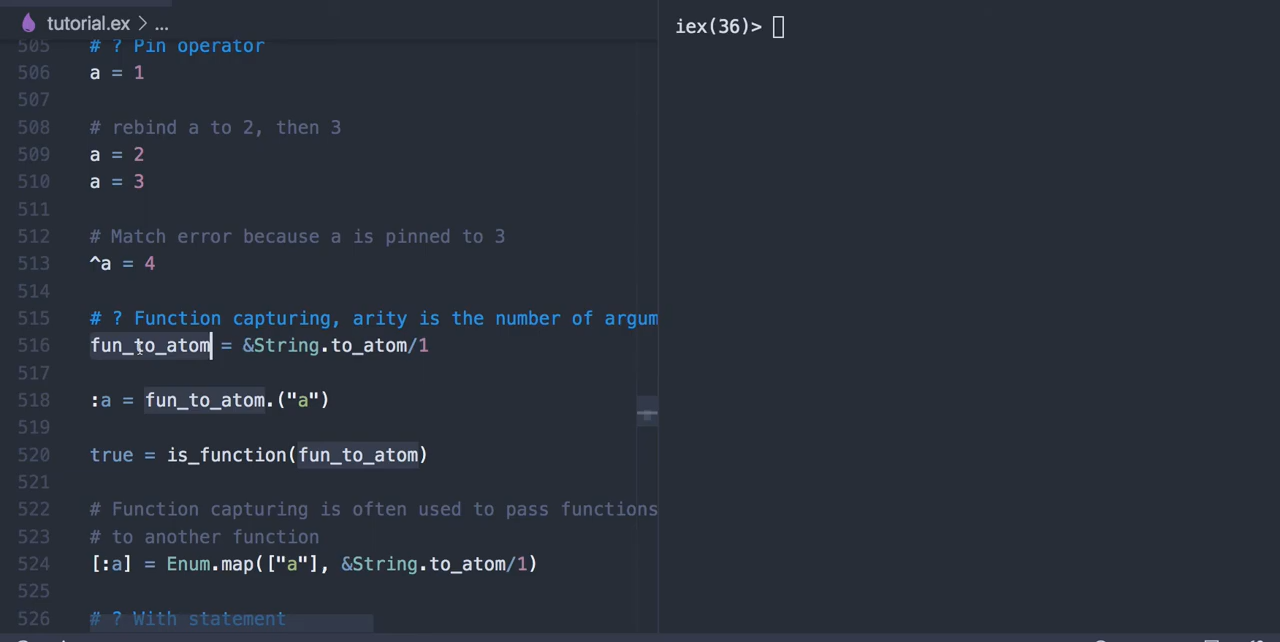 tutorial.ex > ...
505 # ? Pin operator
506 a = 1
507
508 # rebind a to 2, then 3
509 a = 2
510 a = 3
511
512 # Match error because a is pinned to 3
513 ^a = 4
514
515 # ? Function capturing, arity is the number of argum
516 fun_to_atom = &String.to_atom/1
517
518 :a = fun_to_atom.("a")
519
520 true = is_function(fun_to_atom)
521
522 # Function capturing is often used to pass functions
523 # to another function
524 [:a] = Enum.map(["a"], &String.to_atom/1)
525
526 # ? With statement
iex(36)>